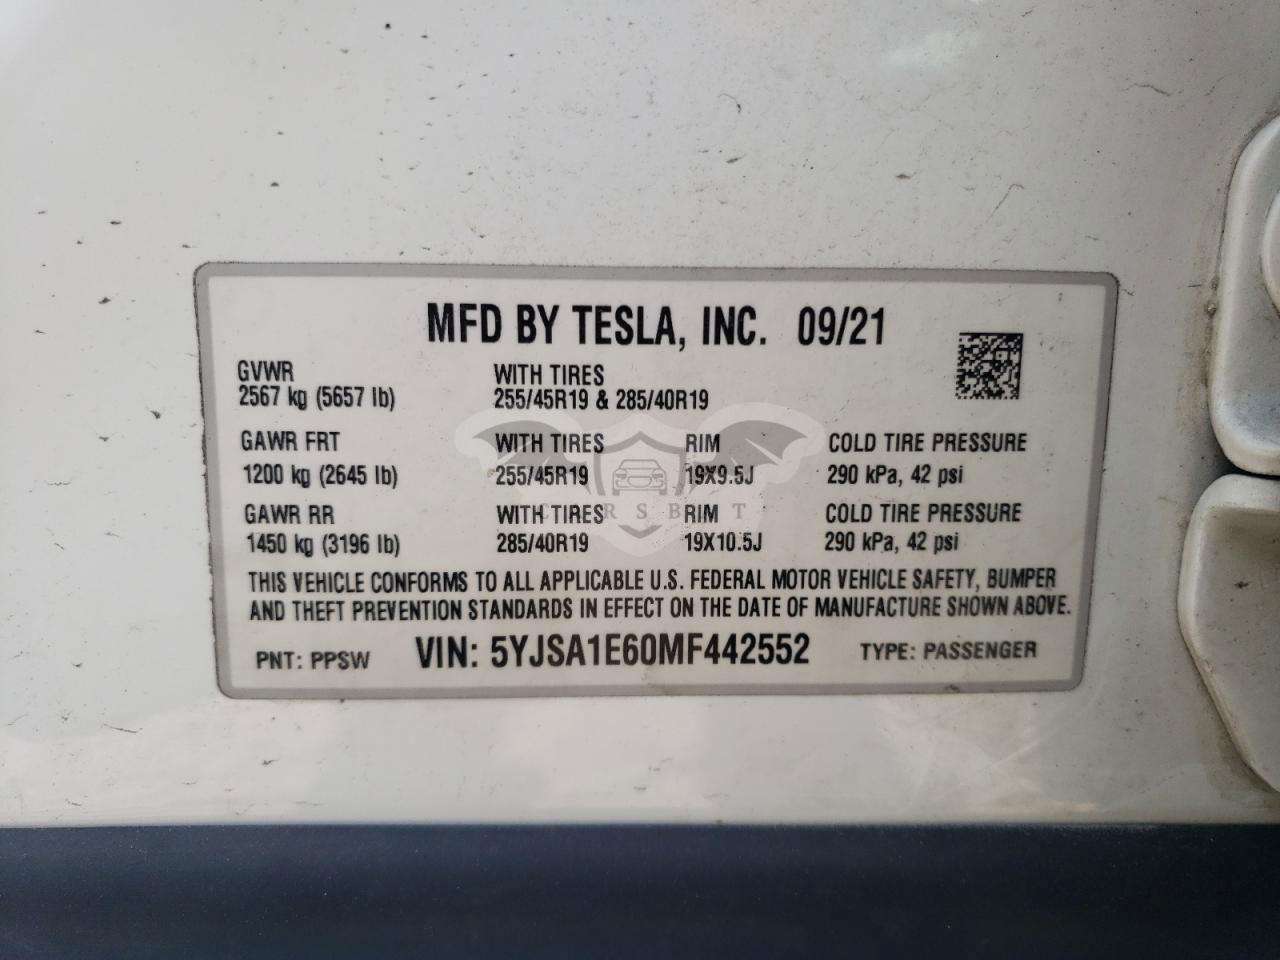 MFD BY TESLA, INC. 09/21
GVWR
2567 kg (5657 lb)
WITH TIRES
255/45R19 & 285/40R19
GAWR FRT WITH TIRES RIM COLD TIRE PRESSURE
1200 kg (2645 lb) 255/45R19 19X9.5J 290 kPa, 42 psi
GAWR RR WITH TIRES RIM COLD TIRE PRESSURE
1450 kg (3196 lb) 285/40R19 19X10.5J 290 kPa, 42 psi
THIS VEHICLE CONFORMS TO ALL APPLICABLE U.S. FEDERAL MOTOR VEHICLE SAFETY, BUMPER
AND THEFT PREVENTION STANDARDS IN EFFECT ON THE DATE OF MANUFACTURE SHOWN ABOVE.
PNT: PPSW VIN: 5YJSA1E60MF442552 TYPE: PASSENGER